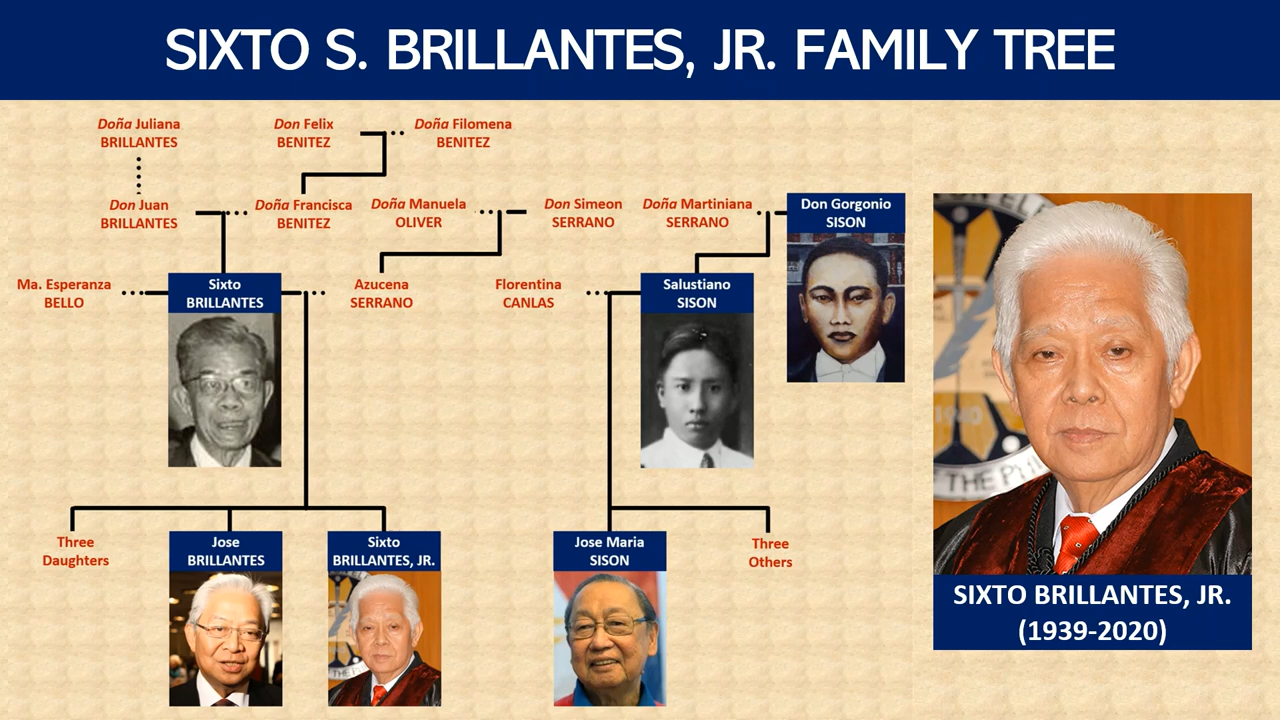 SIXTO S. BRILLANTES, JR. FAMILY TREE
Doña Juliana
BRILLANTES
Don Felix
BENITEZ
Doña Filomena
BENITEZ
Don Juan
BRILLANTES
Doña Francisca
BENITEZ
Doña Manuela
OLIVER
Don Simeon
SERRANO
Doña Martiniana
SERRANO
Don Gorgonio
SISON
Ma. Esperanza
BELLO
Sixto
BRILLANTES
Azucena
SERRANO
Florentina
CANLAS
Salustiano
SISON
Three
Daughters
Jose
BRILLANTES
Sixto
BRILLANTES, JR.
Jose Maria
SISON
Three
Others
THE PHI
SIXTO BRILLANTES, JR.
(1939-2020)